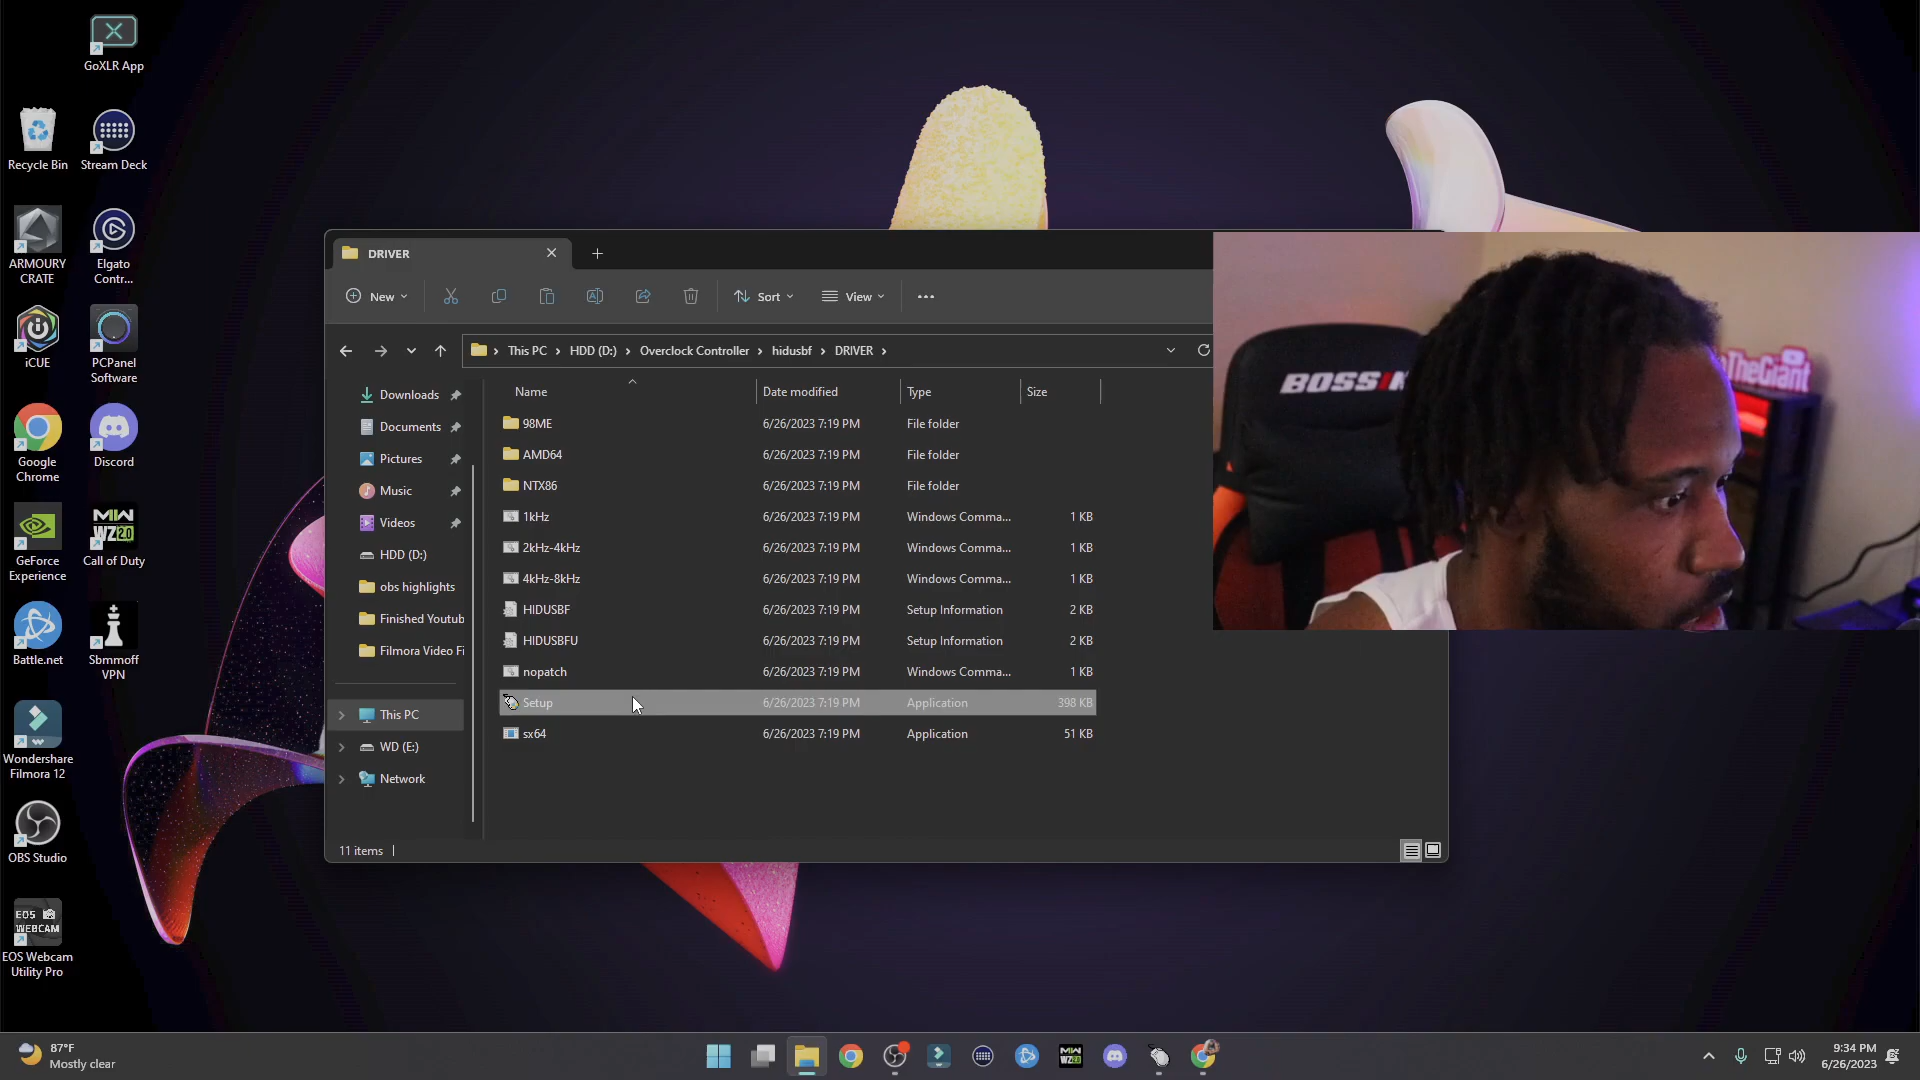 GoXLR App
Recycle Bin
Stream Deck
ARMOURY
CRATE
Elgato
Contr...
iCUE
PCPanel
Software
Google
Chrome
Discord
GeForce
Experience
MW
WZ2.0
Call of Duty
Battle.net
Sbmmoff
VPN
Wondershare
Filmora 12
OBS Studio
EOS
WEBCAM
EOS Webcam
Utility Pro
DRIVER
New
Sort
View
This PC
HDD (D:)
Overclock Controller
hidusbf
DRIVER
Downloads
Documents
Pictures
Music
Videos
HDD (D:)
obs highlights
Finished Youtub
Filmora Video Fi
This PC
WD (E:)
Network
Name Date modified Type Size
98ME 6/26/2023 7:19 PM File folder
AMD64 6/26/2023 7:19 PM File folder
NTX86 6/26/2023 7:19 PM File folder
1kHz 6/26/2023 7:19 PM Windows Comma... 1 KB
2kHz-4kHz 6/26/2023 7:19 PM Windows Comma... 1 KB
4kHz-8kHz 6/26/2023 7:19 PM Windows Comma... 1 KB
HIDUSBF 6/26/2023 7:19 PM Setup Information 2 KB
HIDUSBFU 6/26/2023 7:19 PM Setup Information 2 KB
nopatch 6/26/2023 7:19 PM Windows Comma... 1 KB
Setup 6/26/2023 7:19 PM Application 398 KB
sx64 6/26/2023 7:19 PM Application 51 KB
11 items
TheGiant
87°F
Mostly clear
MW
WZ2.0
9:34 PM
6/26/2023